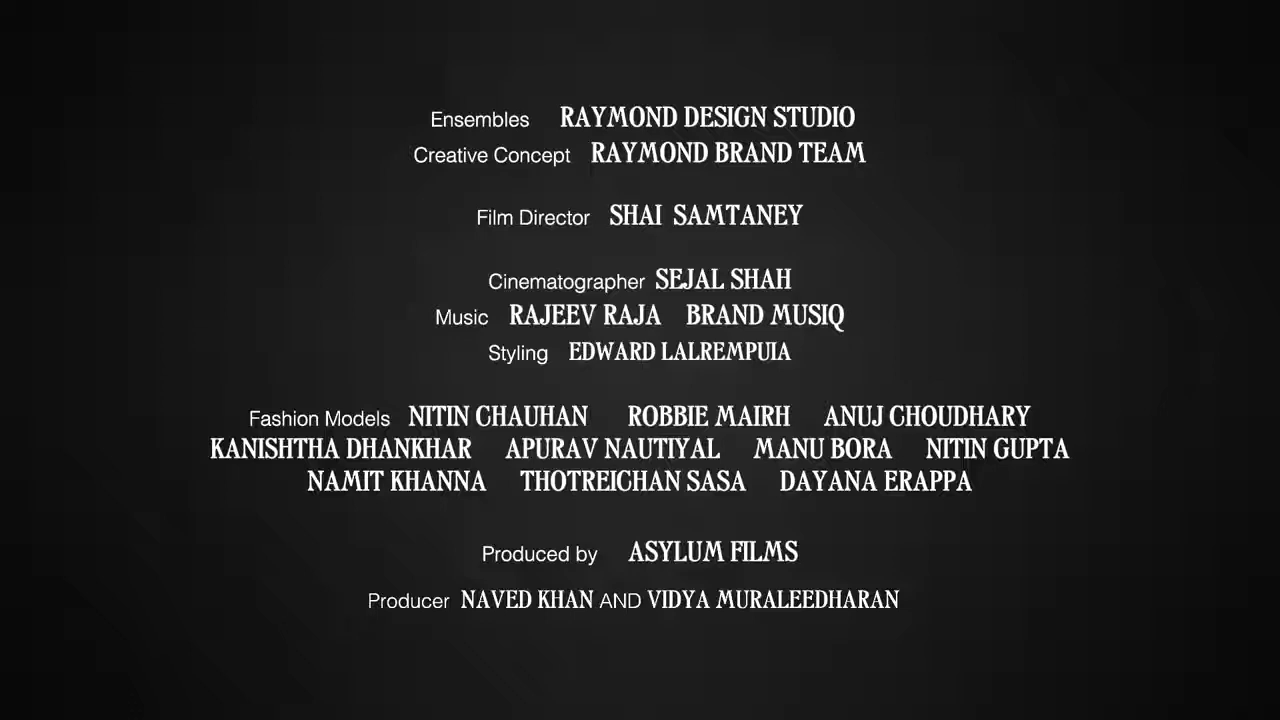 Ensembles RAYMOND DESIGN STUDIO
Creative Concept RAYMOND BRAND TEAM
Film Director SHAI SAMTANEY
Cinematographer SEJAL SHAH
Music RAJEEV RAJA BRAND MUSIQ
Styling EDWARD LALREMPUIA
Fashion Models NITIN CHAUHAN ROBBIE MAIRH ANUJ CHOUDHARY
KANISHTHA DHANKHAR APURAV NAUTIYAL MANU BORA NITIN GUPTA
NAMIT KHANNA THOTREICHAN SASA DAYANA ERAPPA
Produced by ASYLUM FILMS
Producer NAVED KHAN AND VIDYA MURALEEDHARAN